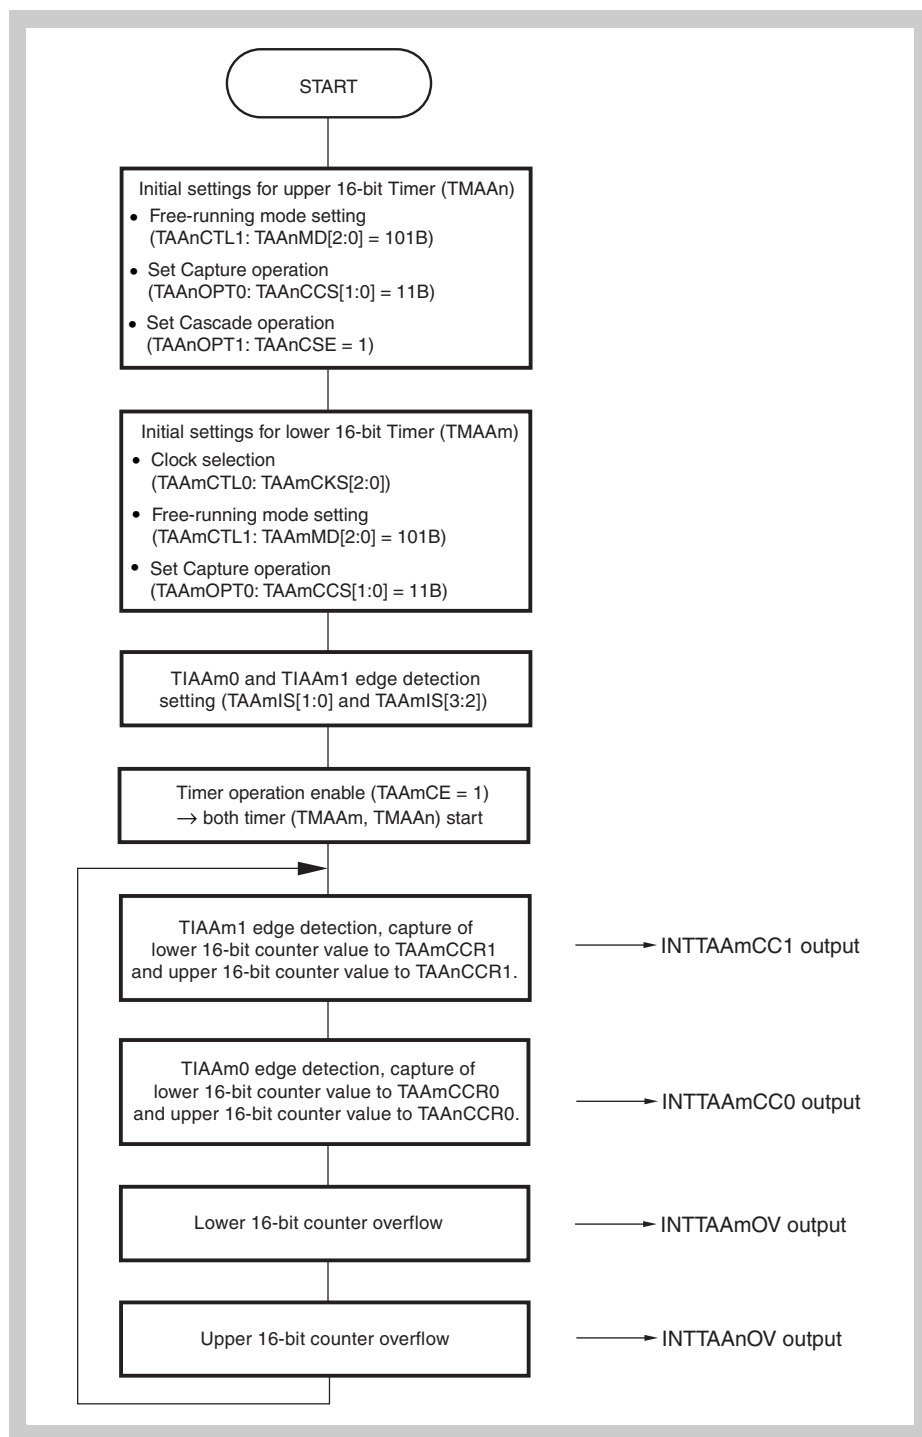 START
Initial settings for upper 16-bit Timer (TMAAn)
• Free-running mode setting
(TAAnCTL1: TAAnMD[2:0] = 101B)
• Set Capture operation
(TAAnOPT0: TAAnCCS[1:0] = 11B)
• Set Cascade operation
(TAAnOPT1: TAAnCSE = 1)
Initial settings for lower 16-bit Timer (TMAAm)
• Clock selection
(TAAmCTL0: TAAmCKS[2:0])
• Free-running mode setting
(TAAmCTL1: TAAmMD[2:0] = 101B)
• Set Capture operation
(TAAmOPT0: TAAmCCS[1:0] = 11B)
TIAAm0 and TIAAm1 edge detection
setting (TAAmIS[1:0] and TAAmIS[3:2])
Timer operation enable (TAAmCE = 1)
→ both timer (TMAAm, TMAAn) start
TIAAm1 edge detection, capture of
lower 16-bit counter value to TAAmCCR1
and upper 16-bit counter value to TAAnCCR1.
INTTAAmCC1 output
TIAAm0 edge detection, capture of
lower 16-bit counter value to TAAmCCR0
and upper 16-bit counter value to TAAnCCR0.
INTTAAmCC0 output
Lower 16-bit counter overflow
INTTAAmOV output
Upper 16-bit counter overflow
INTTAAnOV output